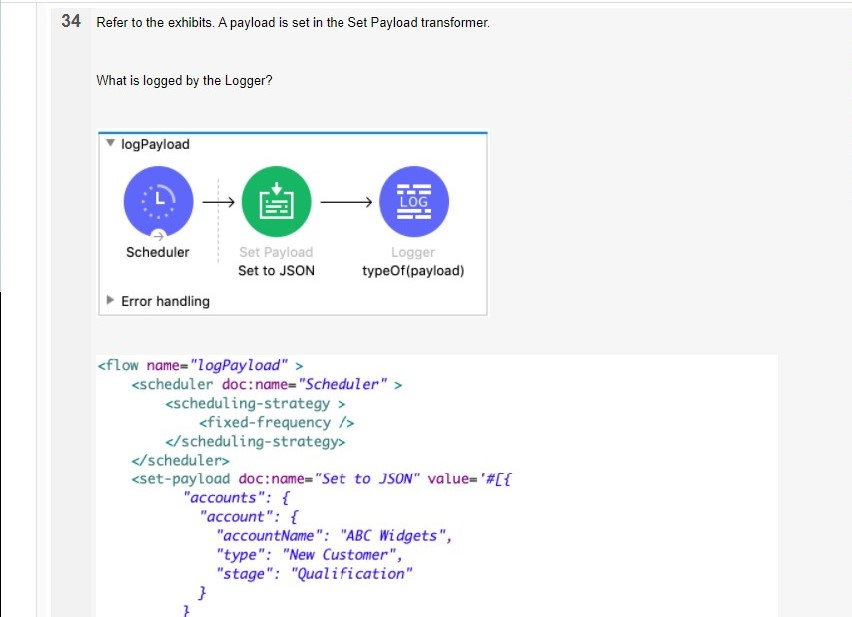 34 Refer to the exhibits. A payload is set in the Set Payload transformer.
What is logged by the Logger?
logPayload
L
LOG
Scheduler
Set Payload
Logger
Set to JSON
typeOf(payload)
Error handling
<flow name="logPayload" >
<scheduler doc:name="Scheduler" >
<scheduling-strategy >
<fixed-frequency />
</scheduling-strategy>
</scheduler>
<set-payload doc:name="Set to JSON" value='#[{
"accounts": {
"account": {
"accountName": "ABC Widgets",
"type": "New Customer",
"stage": "Qualification"
}
}